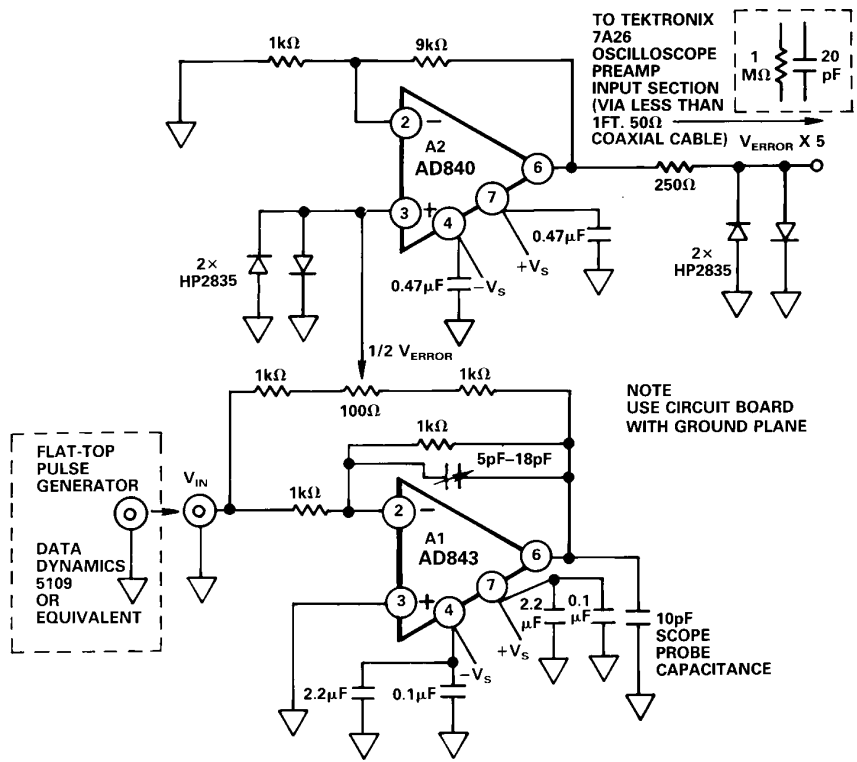 1kΩ
9kΩ
TO TEKTRONIX
7A26
OSCILLOSCOPE
PREAMP
INPUT SECTION
(VIA LESS THAN
1FT. 50Ω
COAXIAL CABLE)
1
MΩ
20
pF
VERROR X 5
2
−
A2
AD840
6
7
3
+
4
250Ω
0.47µF
+VS
0.47µF
−VS
2×
HP2835
2×
HP2835
1/2 VERROR
1kΩ
100Ω
1kΩ
NOTE
USE CIRCUIT BOARD
WITH GROUND PLANE
1kΩ
5pF–18pF
FLAT-TOP
PULSE
GENERATOR
VIN
1kΩ
DATA
DYNAMICS
5109
OR
EQUIVALENT
2
−
A1
AD843
6
7
3
+
4
2.2
µF
0.1
µF
+VS
−VS
10pF
SCOPE
PROBE
CAPACITANCE
2.2µF
0.1µF